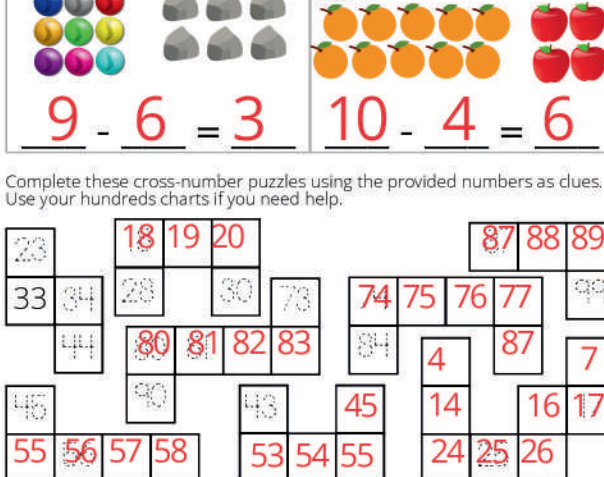 9 - 6 = 3 10 - 4 = 6
Complete these cross-number puzzles using the provided numbers as clues.
Use your hundreds charts if you need help.
23 18 19 20 87 88 89
33 34 28 30 73 74 75 76 77 99
44 80 81 82 83 84 4 87 7
45 90 43 45 14 16 17
55 56 57 58 53 54 55 24 25 26